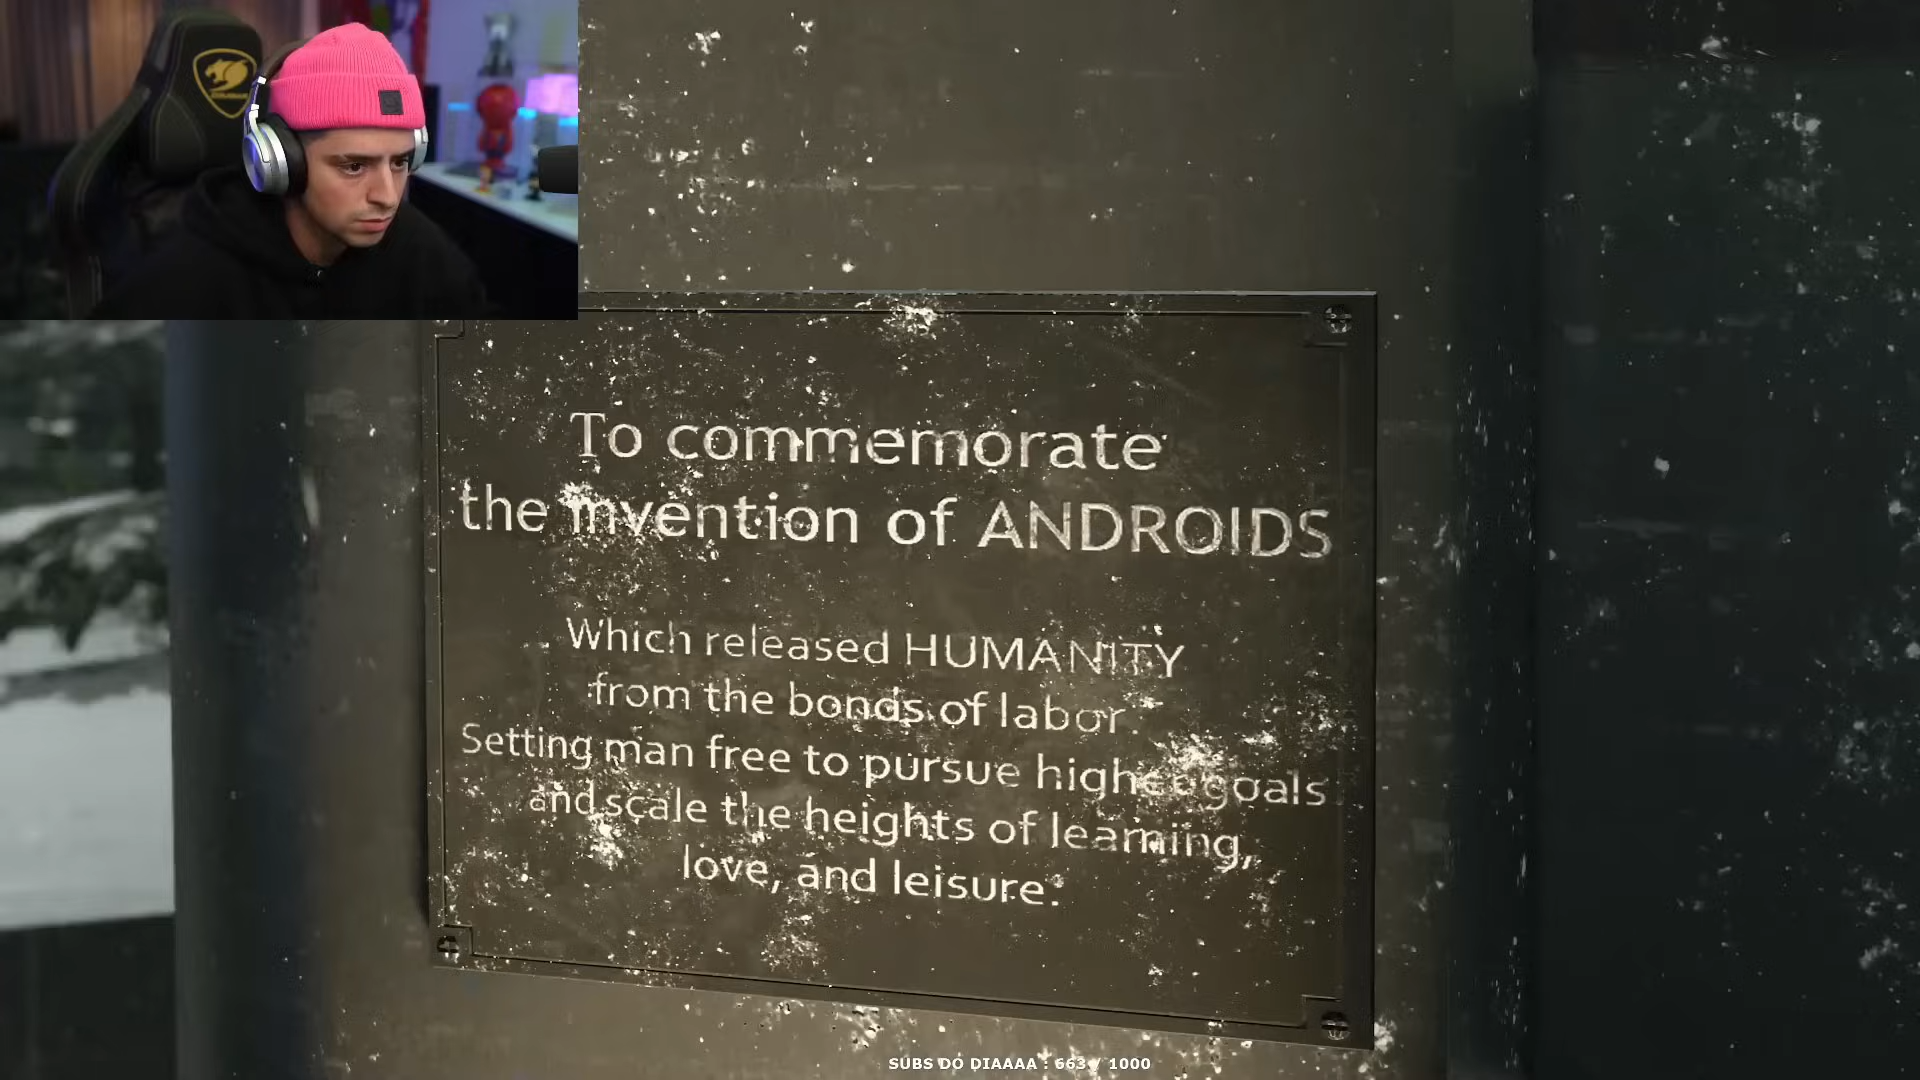 To commemorate
the invention of ANDROIDS
Which released HUMANITY
from the bonds of labor.
Setting man free to pursue higher goals
and scale the heights of learning,
love, and leisure.
SUBS DO DIAAAA : 663 / 1000